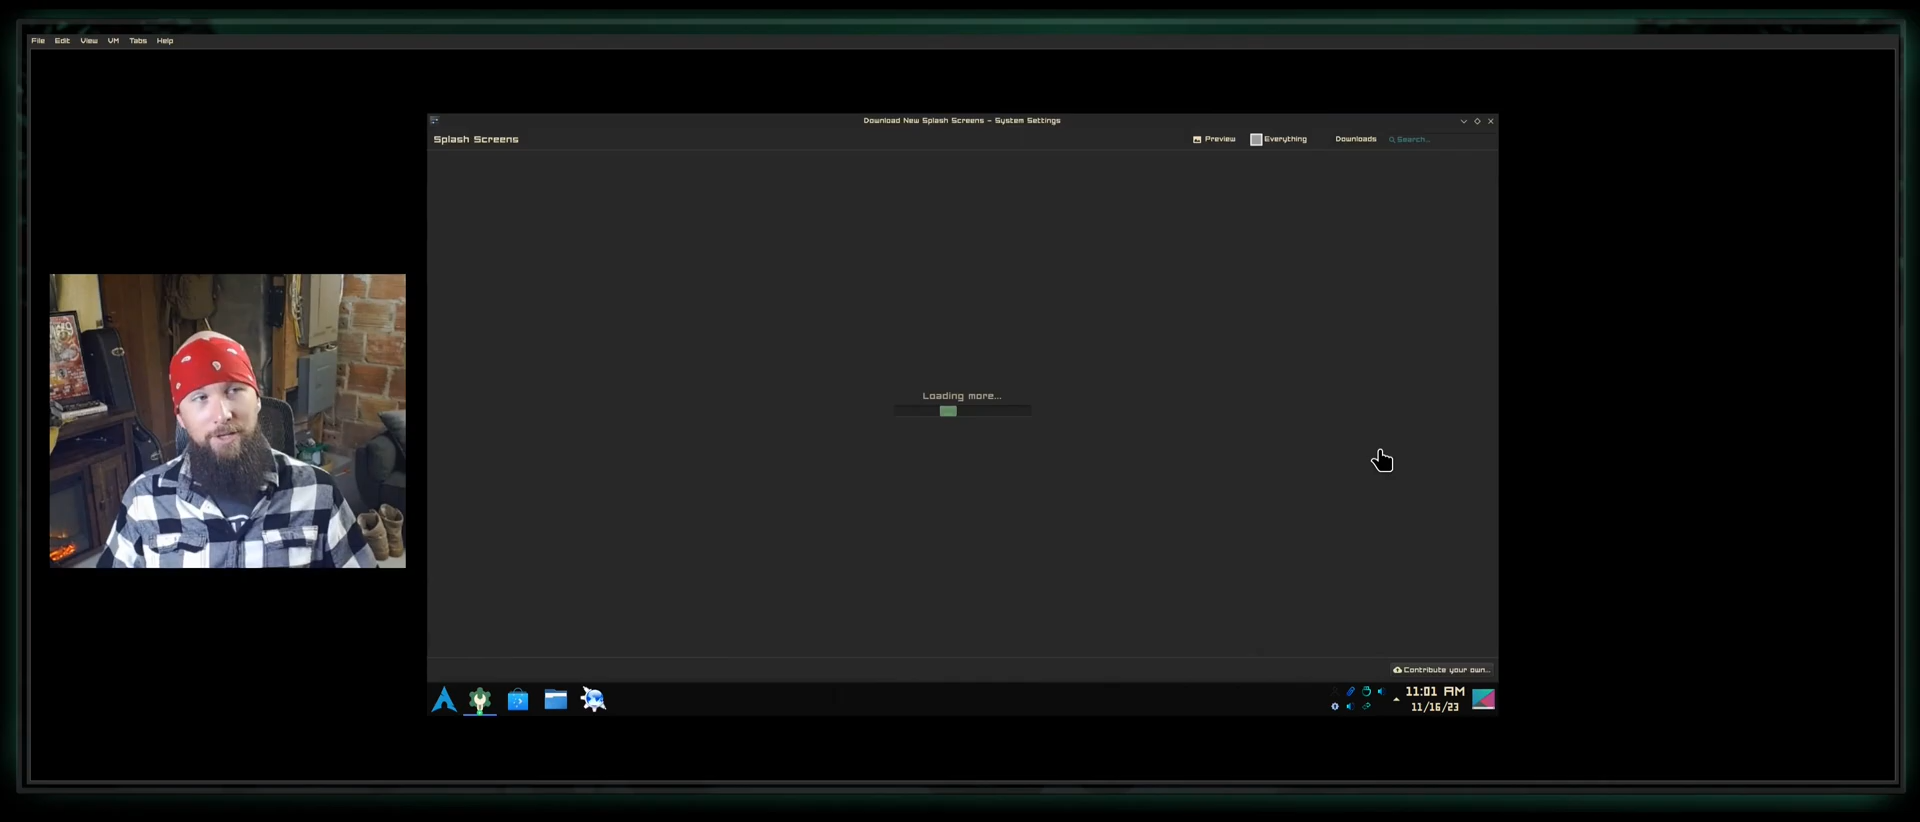 File Edit View VM Tabs Help
Download New Splash Screens – System Settings
Splash Screens
Preview Everything Downloads Search...
Loading more...
Contribute your own...
11:01 AM
11/16/23